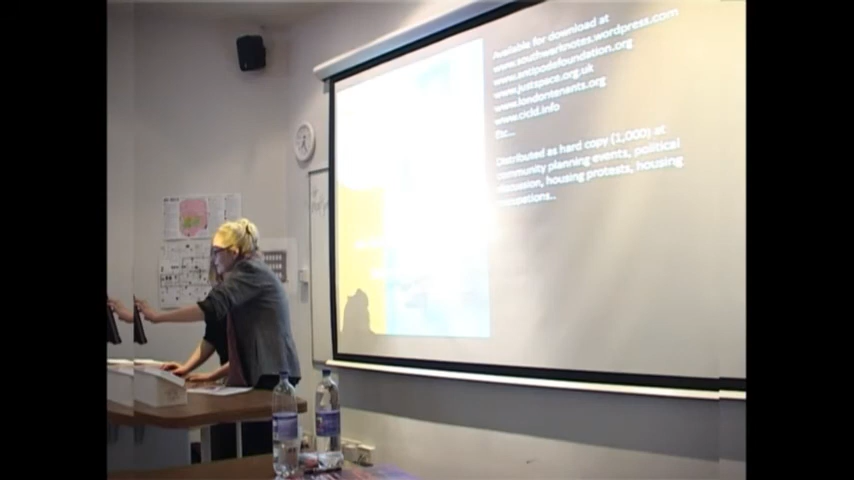 Available for download at
www.southwarknotes.wordpress.com
www.antipodefoundation.org
www.justspace.org.uk
www.londontenants.org
www.cicld.info
Etc...
Distributed as hard copy (1,000) at
community planning events, political
discussion, housing protests, housing
occupations..